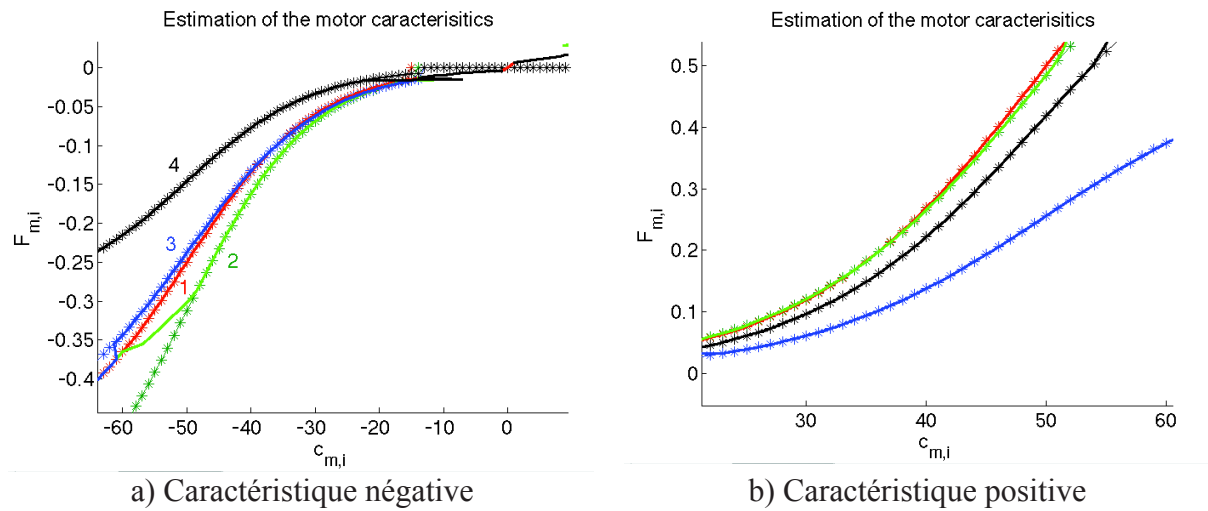 Estimation of the motor caracterisitics
0
-0.05
-0.1
-0.15
-0.2
-0.25
-0.3
-0.35
-0.4
F_m,i
4
3
2
1
-60 -50 -40 -30 -20 -10 0
c_m,i
a) Caractéristique négative
Estimation of the motor caracterisitics
0.5
0.4
0.3
0.2
0.1
0
F_m,i
30 40 50 60
c_m,i
b) Caractéristique positive